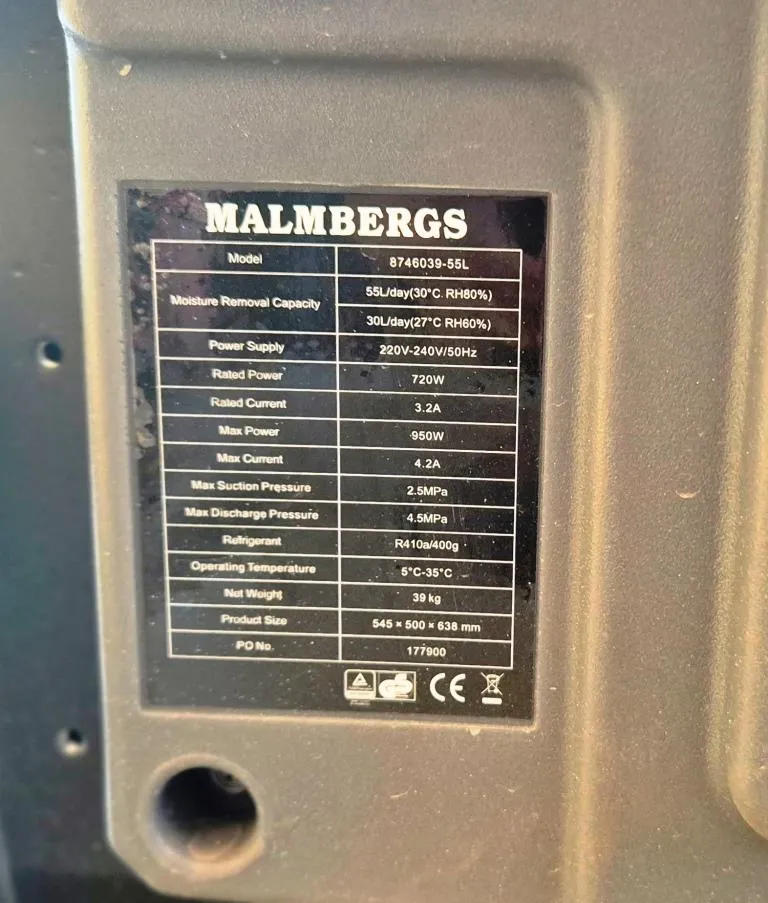 MALMBERGS
Model 8746039-55L
Moisture Removal Capacity 55L/day(30°C RH80%)
30L/day(27°C RH60%)
Power Supply 220V-240V/50Hz
Rated Power 720W
Rated Current 3.2A
Max Power 950W
Max Current 4.2A
Max Suction Pressure 2.5MPa
Max Discharge Pressure 4.5MPa
Refrigerant R410a/400g
Operating Temperature 5°C-35°C
Net Weight 39 kg
Product Size 545 × 500 × 638 mm
PO No. 177900
CE